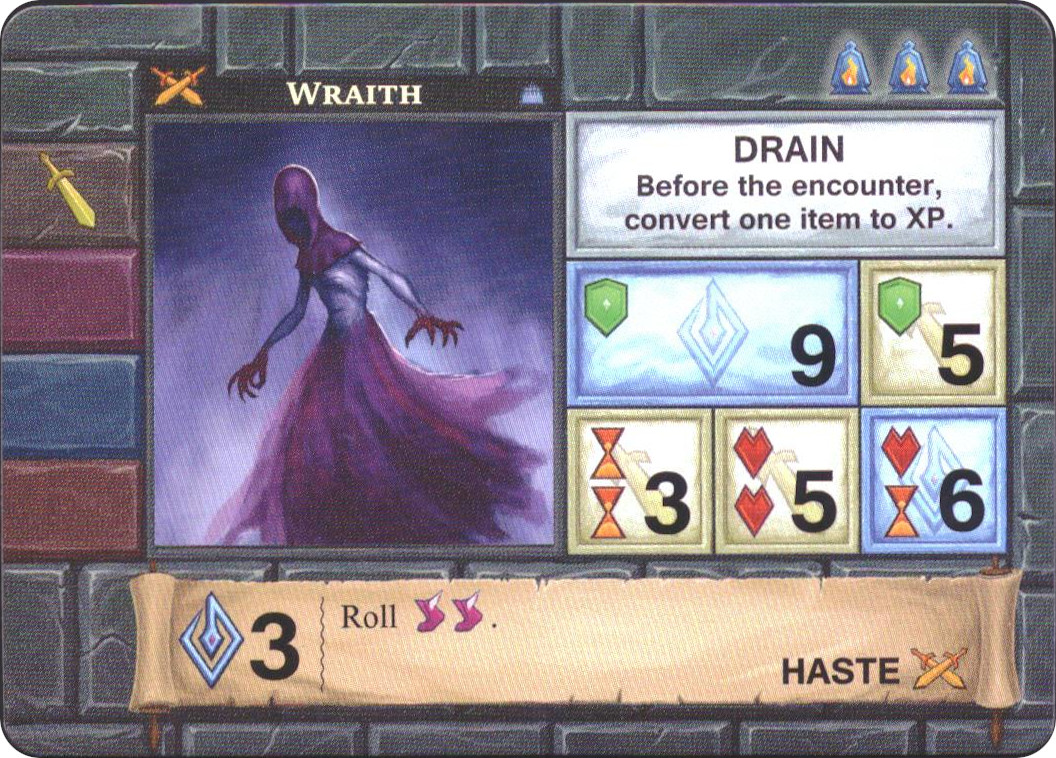 WRAITH
DRAIN
Before the encounter,
convert one item to XP.
9
5
3
5
6
3
Roll .
HASTE